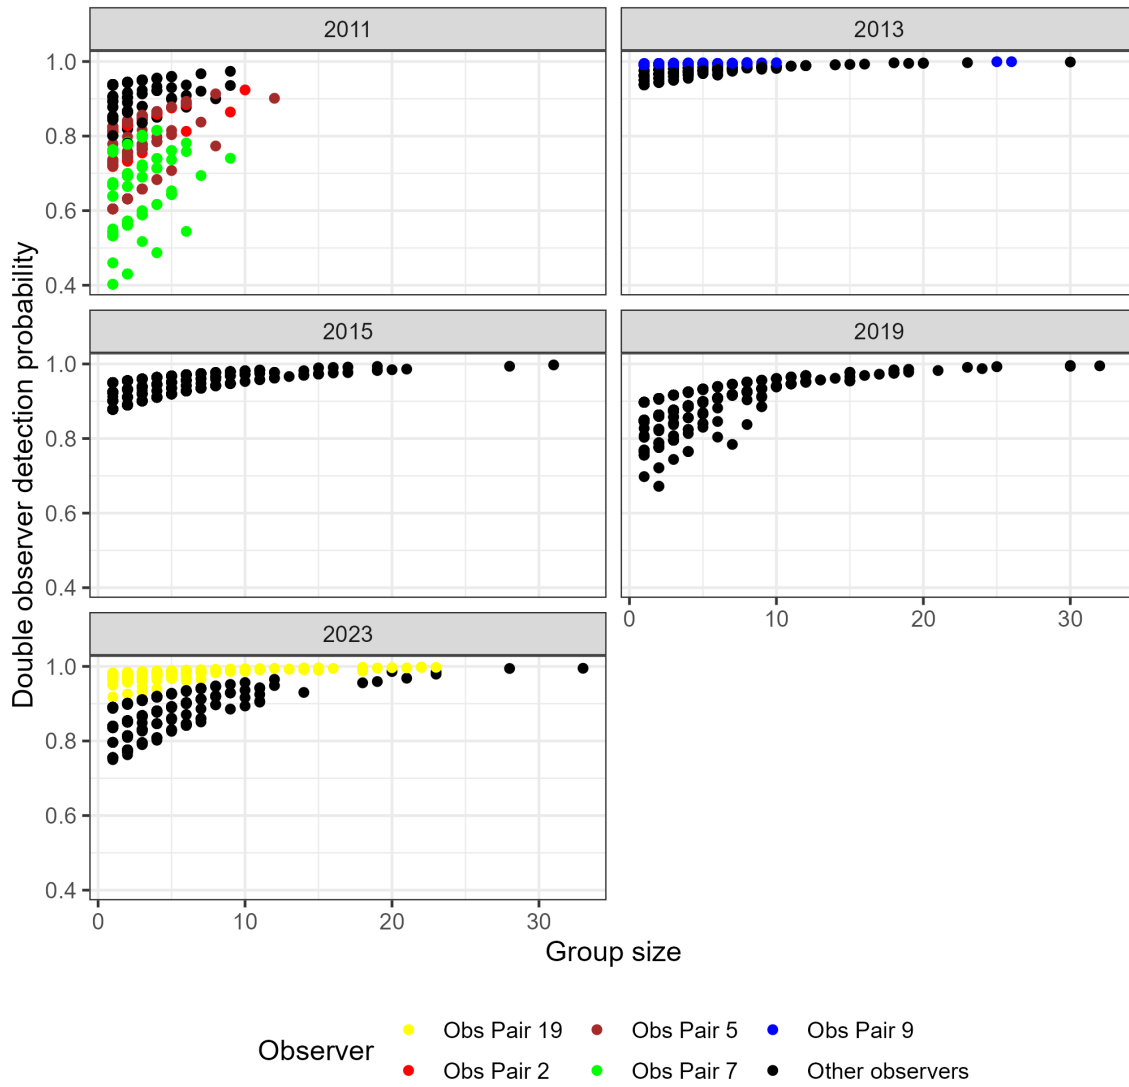 2011
2013
1.0
0.8
0.6
0.4
2015
2019
1.0
0.8
0.6
0.4
0
10
20
30
2023
1.0
0.8
0.6
0.4
0
10
20
30
Double observer detection probability
Group size
Observer
Obs Pair 19
Obs Pair 5
Obs Pair 9
Obs Pair 2
Obs Pair 7
Other observers